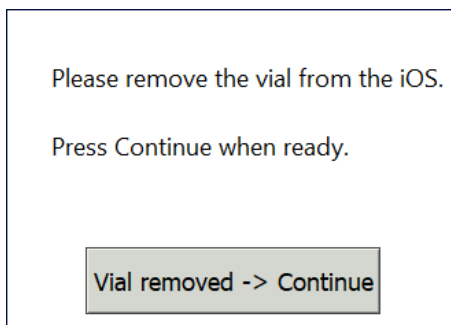 Please remove the vial from the iOS.
Press Continue when ready.
Vial removed -> Continue